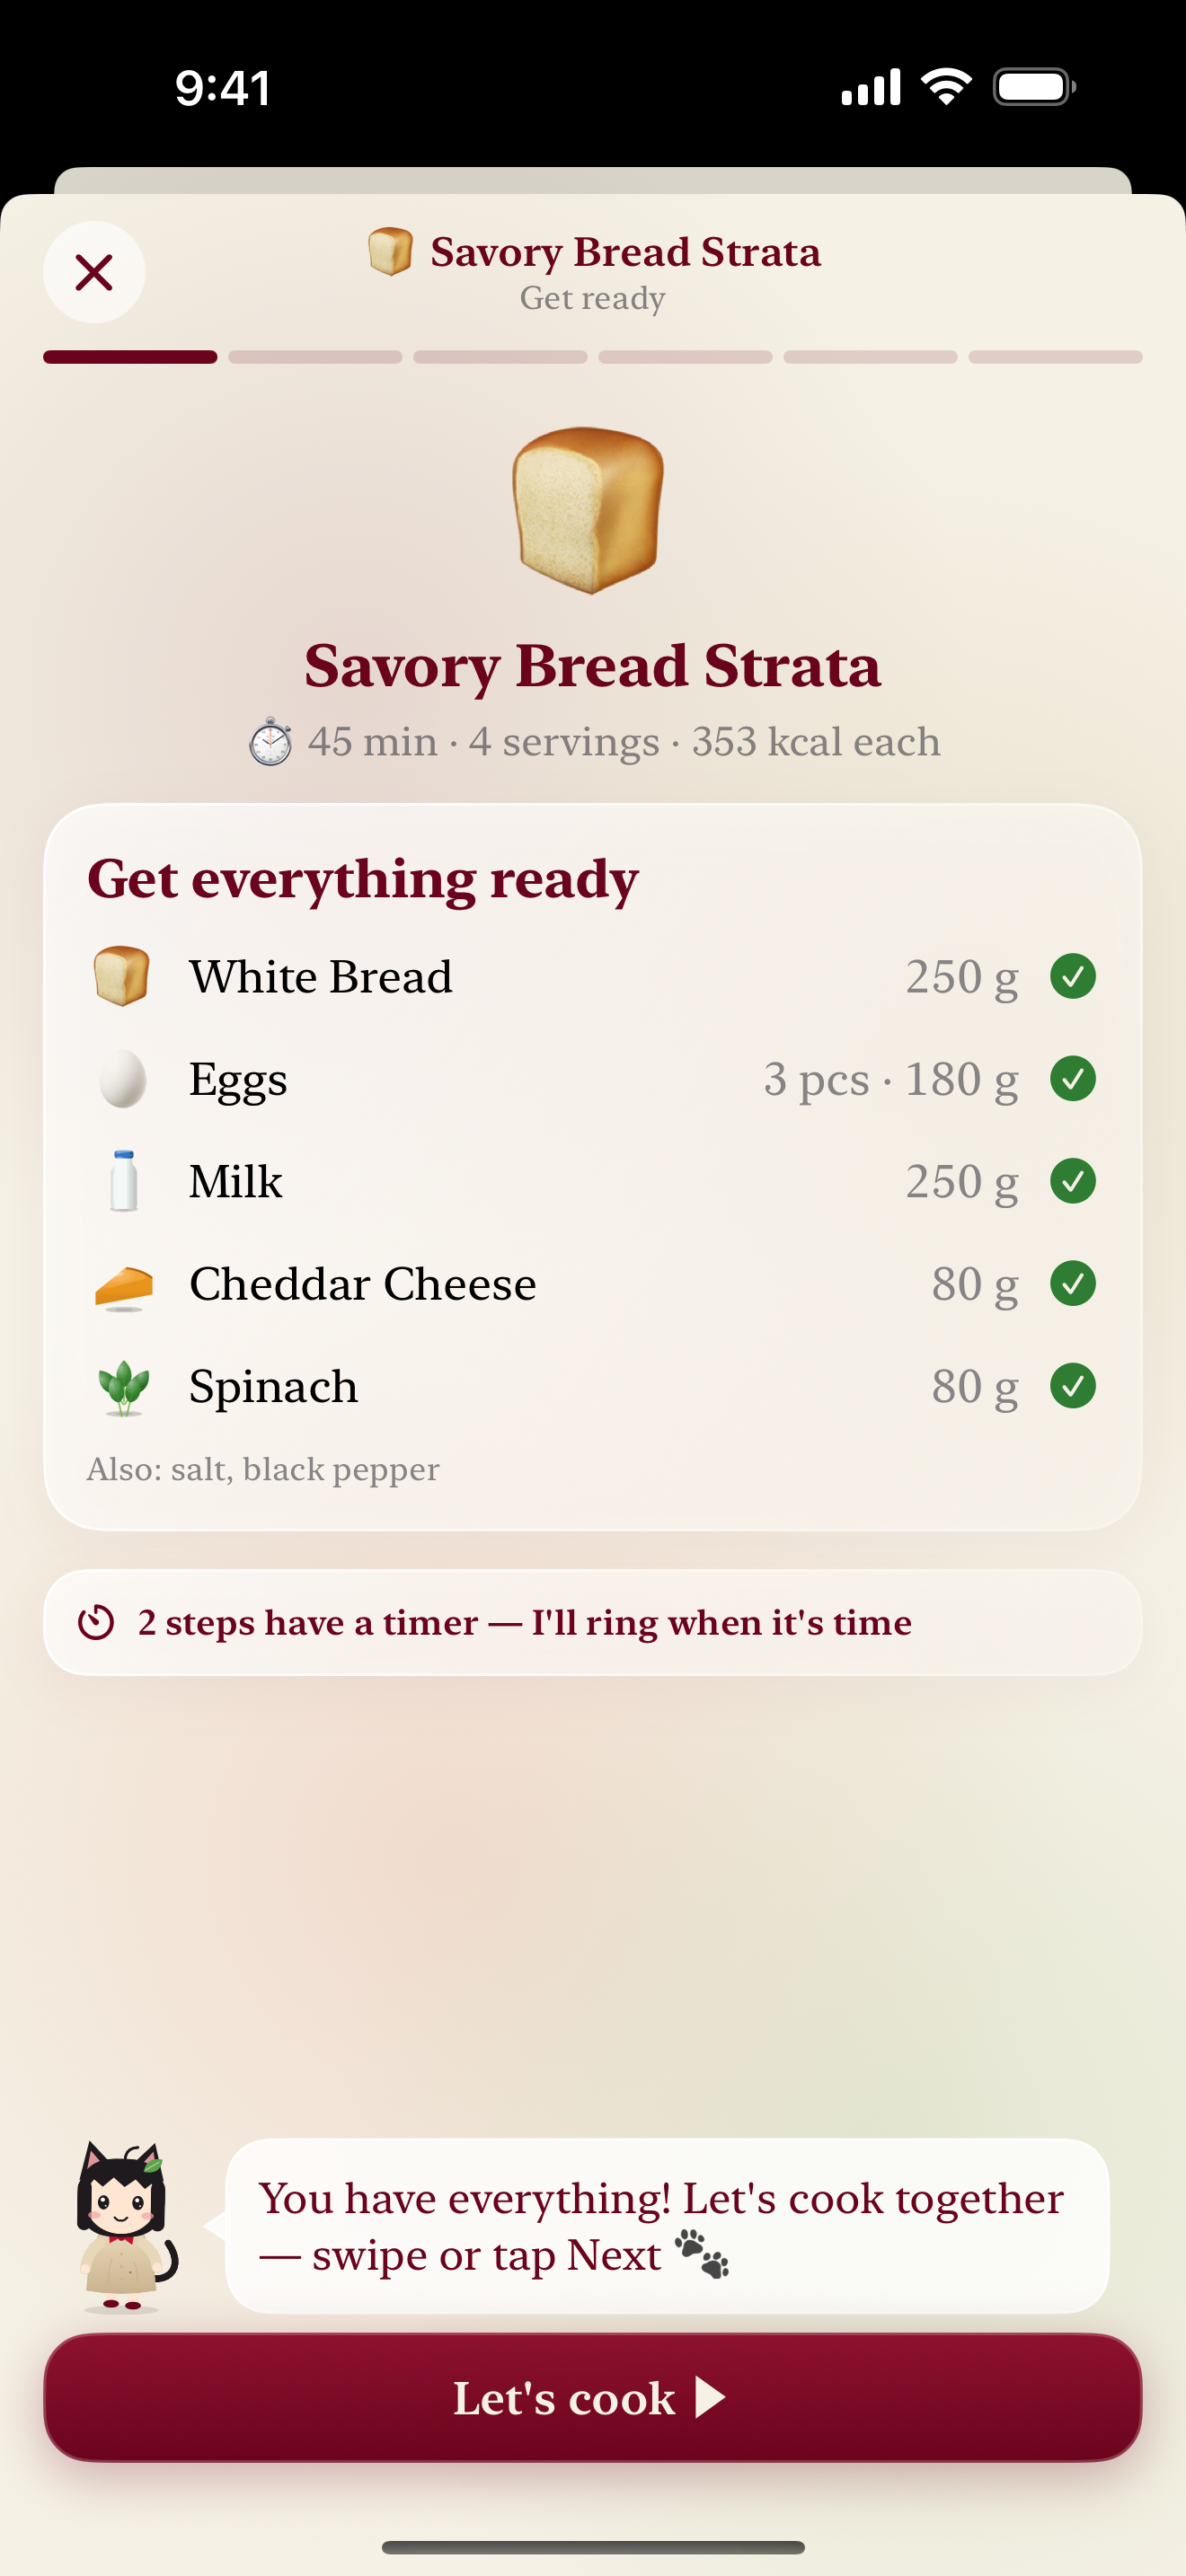 9:41
Savory Bread Strata
Get ready
Savory Bread Strata
45 min · 4 servings · 353 kcal each
Get everything ready
White Bread 250 g
Eggs 3 pcs · 180 g
Milk 250 g
Cheddar Cheese 80 g
Spinach 80 g
Also: salt, black pepper
2 steps have a timer — I'll ring when it's time
You have everything! Let's cook together
— swipe or tap Next 🐾
Let's cook ▶